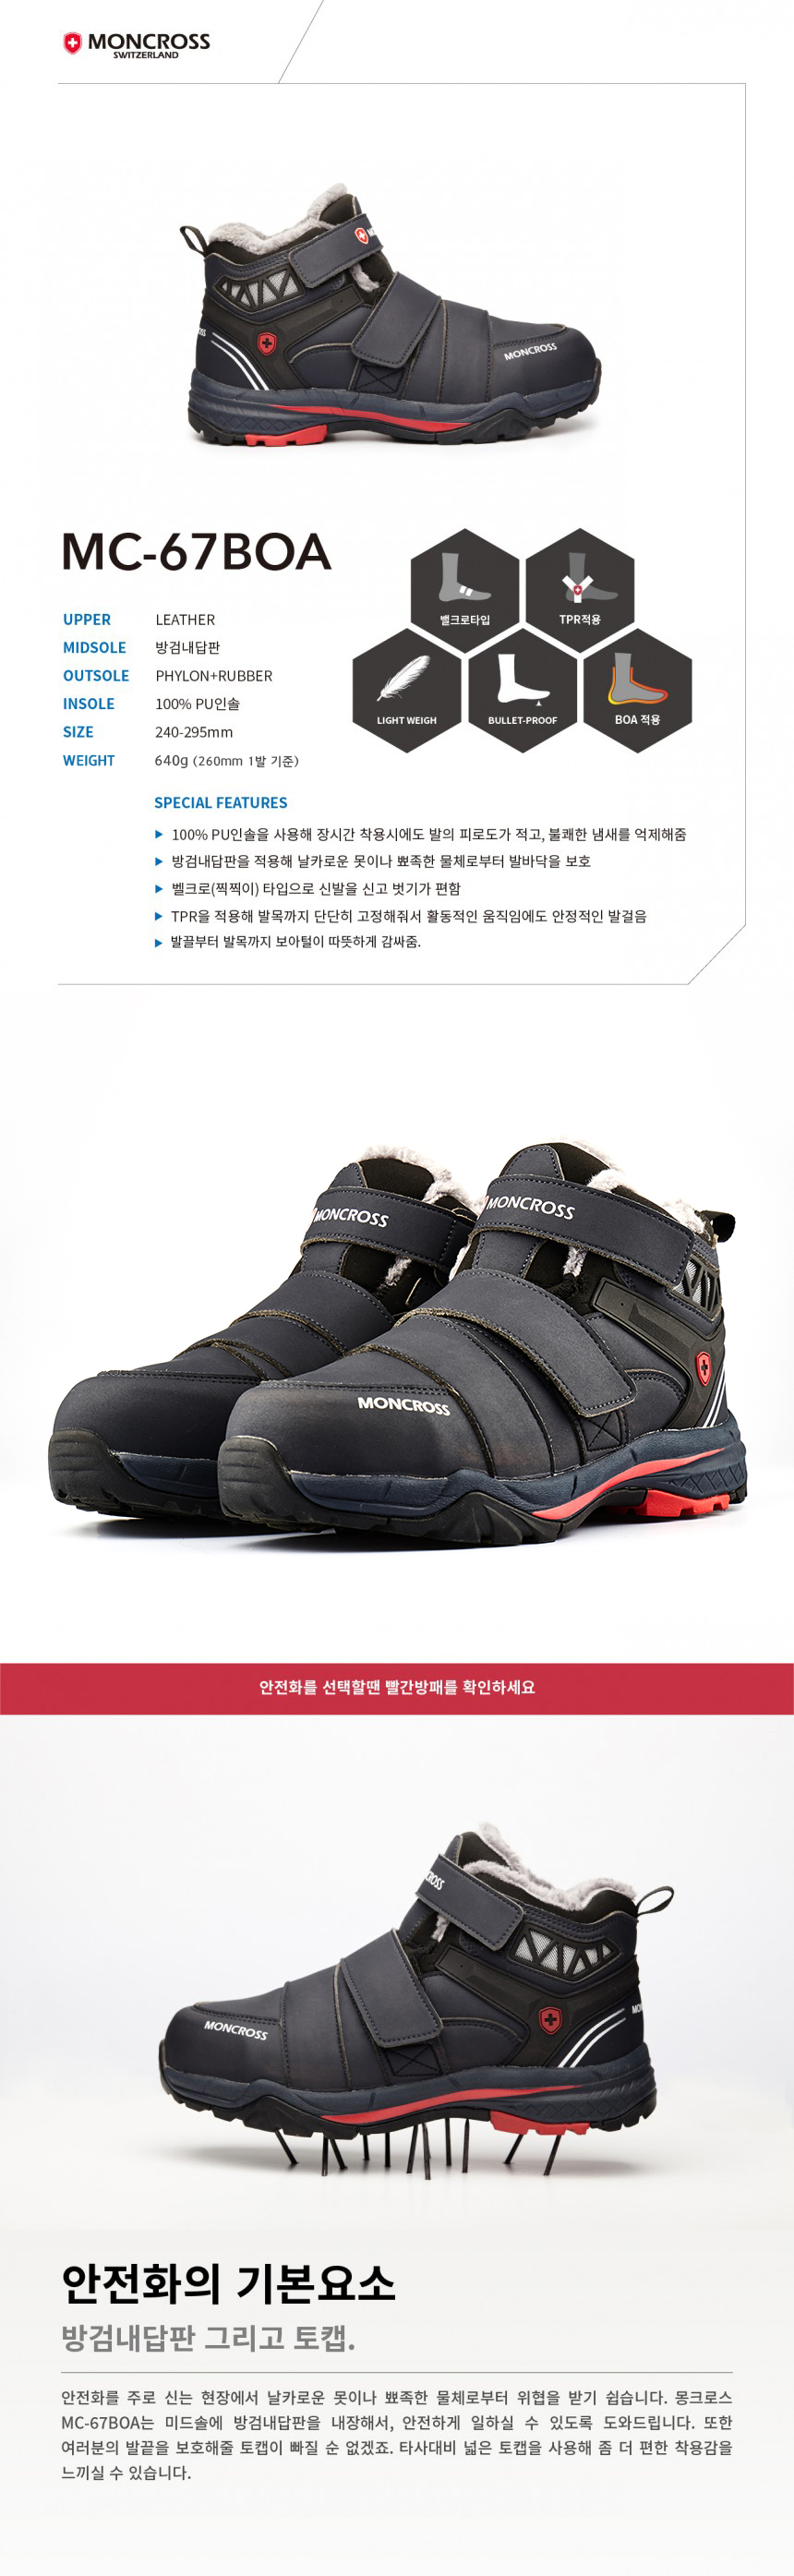 MONCROSS
SWITZERLAND
MONCROSS
MC-67BOA
밸크로타입
TPR적용
LIGHT WEIGH
BULLET-PROOF
BOA 적용
UPPER LEATHER
MIDSOLE 방검내답판
OUTSOLE PHYLON+RUBBER
INSOLE 100% PU인솔
SIZE 240-295mm
WEIGHT 640g (260mm 1발 기준)
SPECIAL FEATURES
▶ 100% PU인솔을 사용해 장시간 착용시에도 발의 피로도가 적고, 불쾌한 냄새를 억제해줌
▶ 방검내답판을 적용해 날카로운 못이나 뾰족한 물체로부터 발바닥을 보호
▶ 벨크로(찍찍이) 타입으로 신발을 신고 벗기가 편함
▶ TPR을 적용해 발목까지 단단히 고정해줘서 활동적인 움직임에도 안정적인 발걸음
▶ 발끝부터 발목까지 보아털이 따뜻하게 감싸줌.
MONCROSS
MONCROSS
MONCROSS
안전화를 선택할땐 빨간방패를 확인하세요
MONCROSS
안전화의 기본요소
방검내답판 그리고 토캡.
안전화를 주로 신는 현장에서 날카로운 못이나 뾰족한 물체로부터 위협을 받기 쉽습니다. 몽크로스
MC-67BOA는 미드솔에 방검내답판을 내장해서, 안전하게 일하실 수 있도록 도와드립니다. 또한
여러분의 발끝을 보호해줄 토캡이 빠질 순 없겠죠. 타사대비 넓은 토캡을 사용해 좀 더 편한 착용감을
느끼실 수 있습니다.